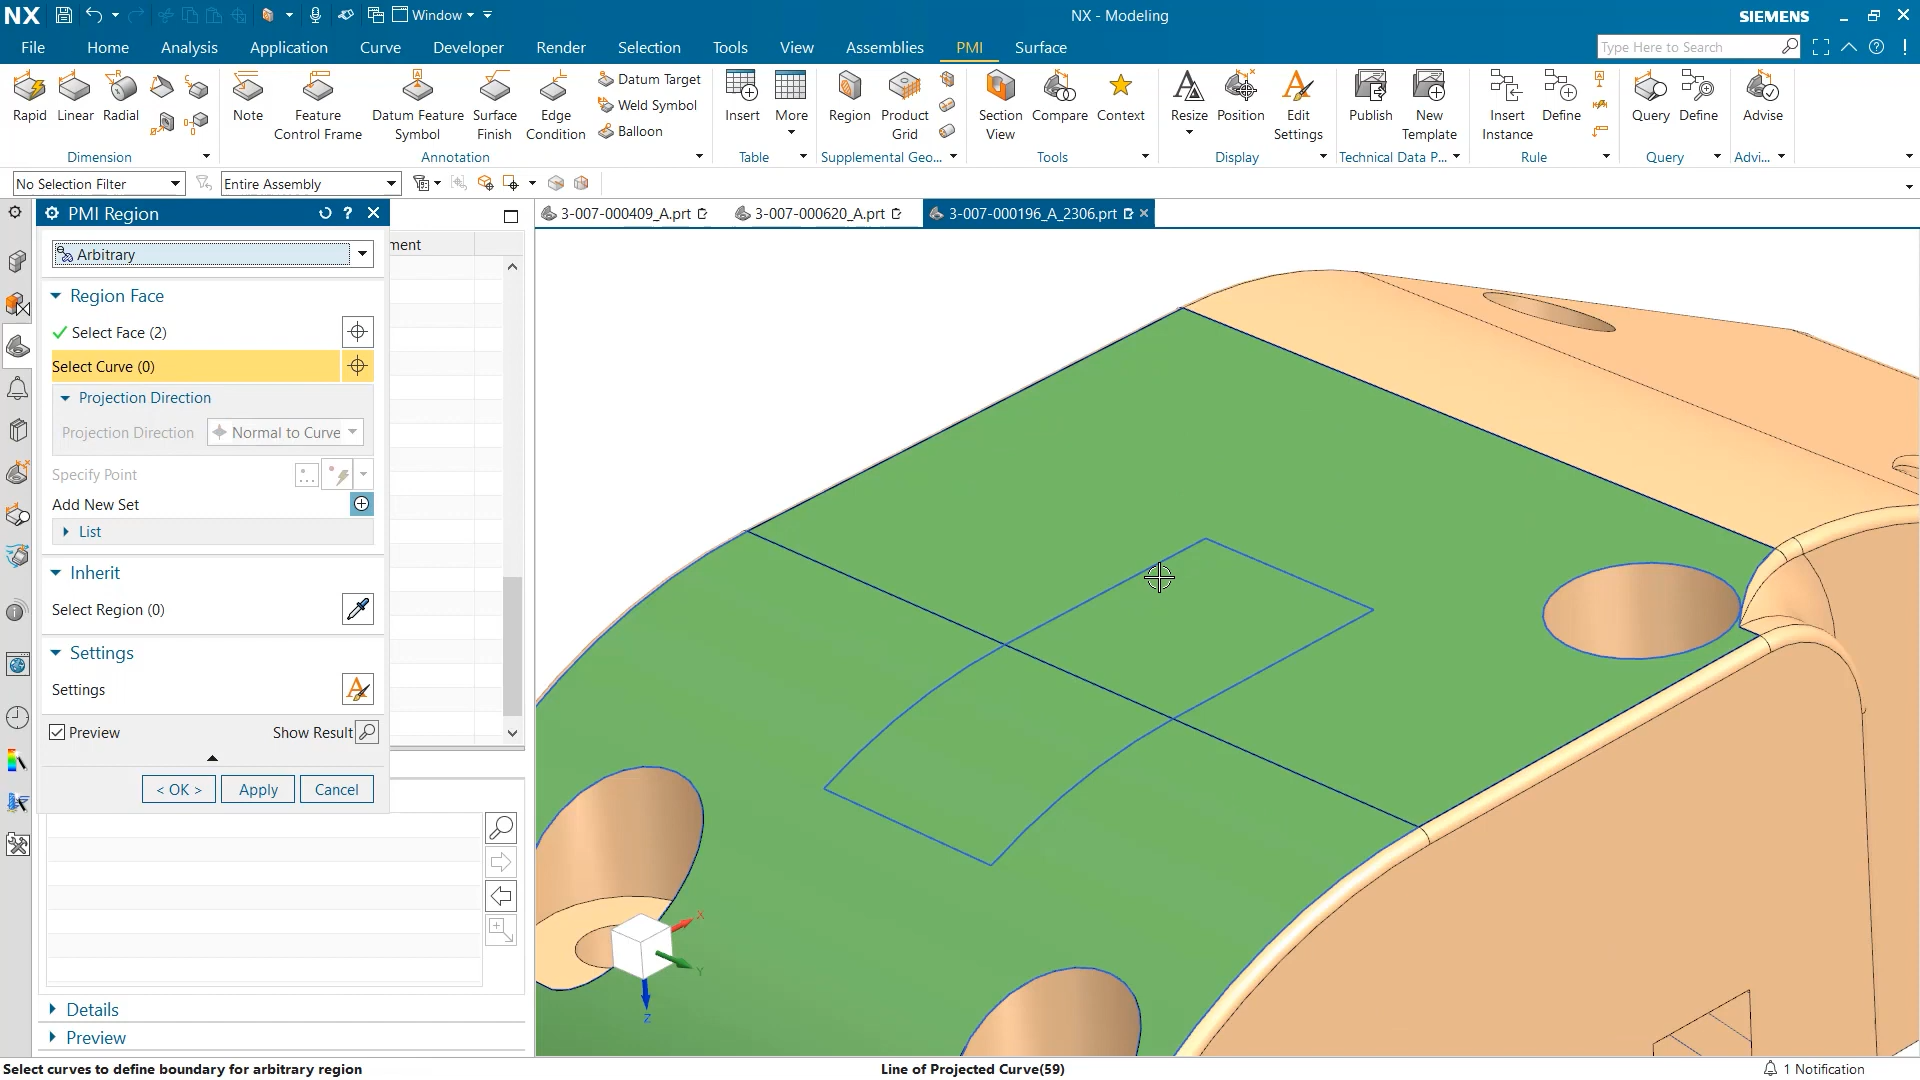 NX
Window
NX - Modeling
SIEMENS
File
Home
Analysis
Application
Curve
Developer
Render
Selection
Tools
View
Assemblies
PMI
Surface
Type Here to Search
Rapid
Linear
Radial
Note
Feature
Control Frame
Datum Feature
Symbol
Surface
Finish
Edge
Condition
Datum Target
Weld Symbol
Balloon
Insert
More
Region
Product
Grid
Section
View
Compare
Context
Resize
Position
Edit
Settings
Publish
New
Template
Insert
Instance
Define
Query
Define
Advise
Dimension
Annotation
Table
Supplemental Geo...
Tools
Display
Technical Data P...
Rule
Query
Advi...
No Selection Filter
Entire Assembly
PMI Region
3-007-000409_A.prt
3-007-000620_A.prt
3-007-000196_A_2306.prt
ment
Arbitrary
Region Face
Select Face (2)
Select Curve (0)
Projection Direction
Projection Direction
Normal to Curve
Specify Point
Add New Set
List
Inherit
Select Region (0)
Settings
Settings
Preview
Show Result
< OK >
Apply
Cancel
X
Y
Z
Details
Preview
Select curves to define boundary for arbitrary region
Line of Projected Curve(59)
1 Notification